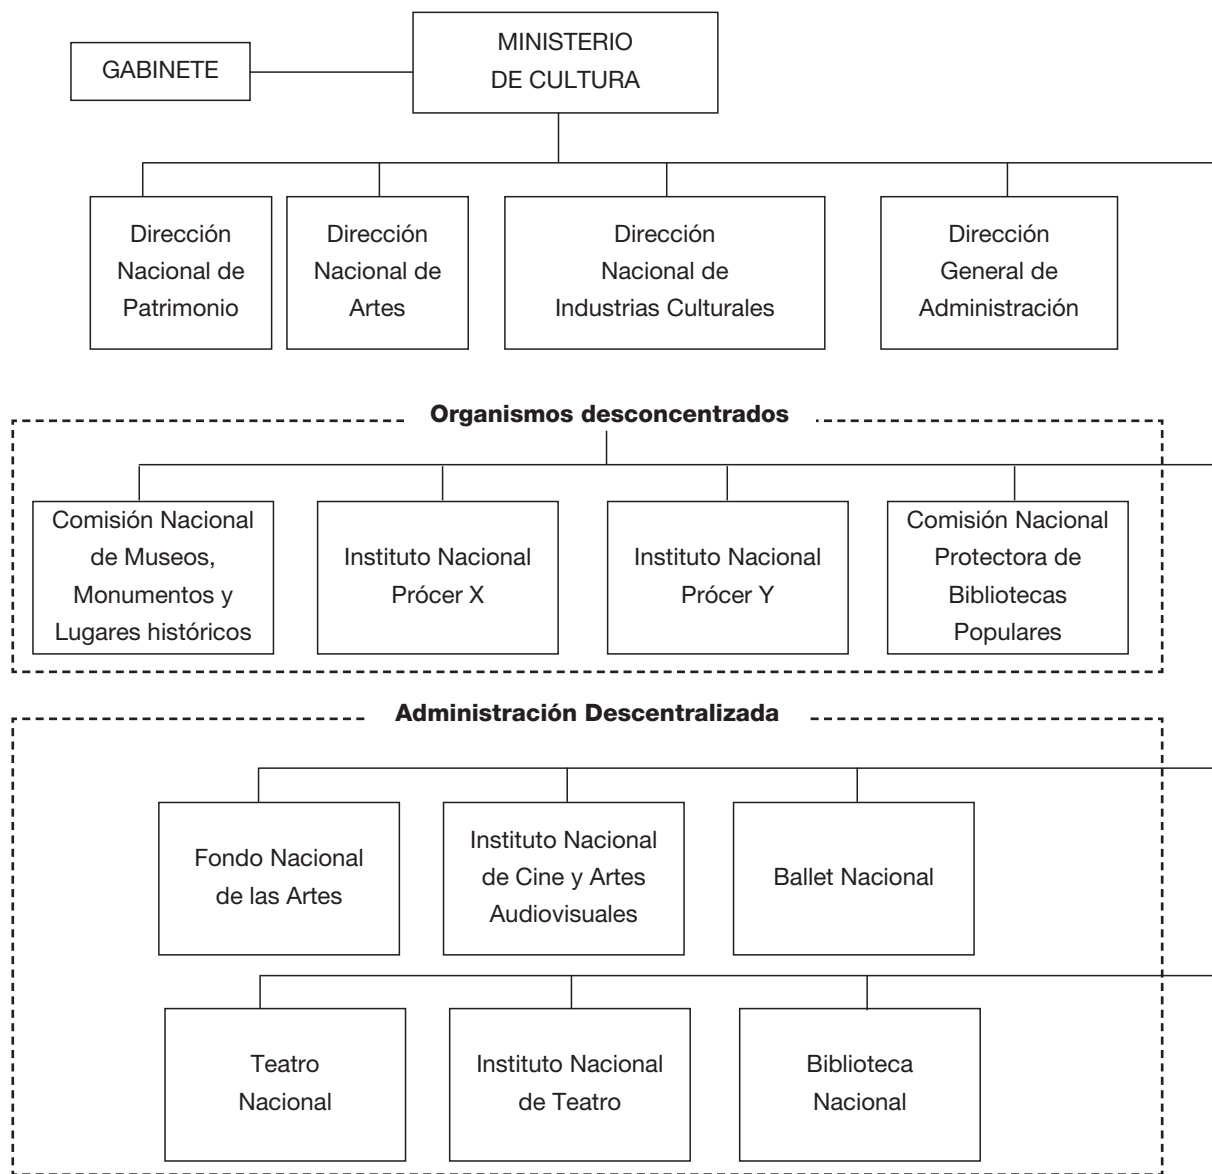 GABINETE
MINISTERIO
DE CULTURA
Dirección
Nacional de
Patrimonio
Dirección
Nacional de
Artes
Dirección
Nacional de
Industrias Culturales
Dirección
General de
Administración
Organismos desconcentrados
Comisión Nacional
de Museos,
Monumentos y
Lugares históricos
Instituto Nacional
Prócer X
Instituto Nacional
Prócer Y
Comisión Nacional
Protectora de
Bibliotecas
Populares
Administración Descentralizada
Fondo Nacional
de las Artes
Instituto Nacional
de Cine y Artes
Audiovisuales
Ballet Nacional
Teatro
Nacional
Instituto Nacional
de Teatro
Biblioteca
Nacional